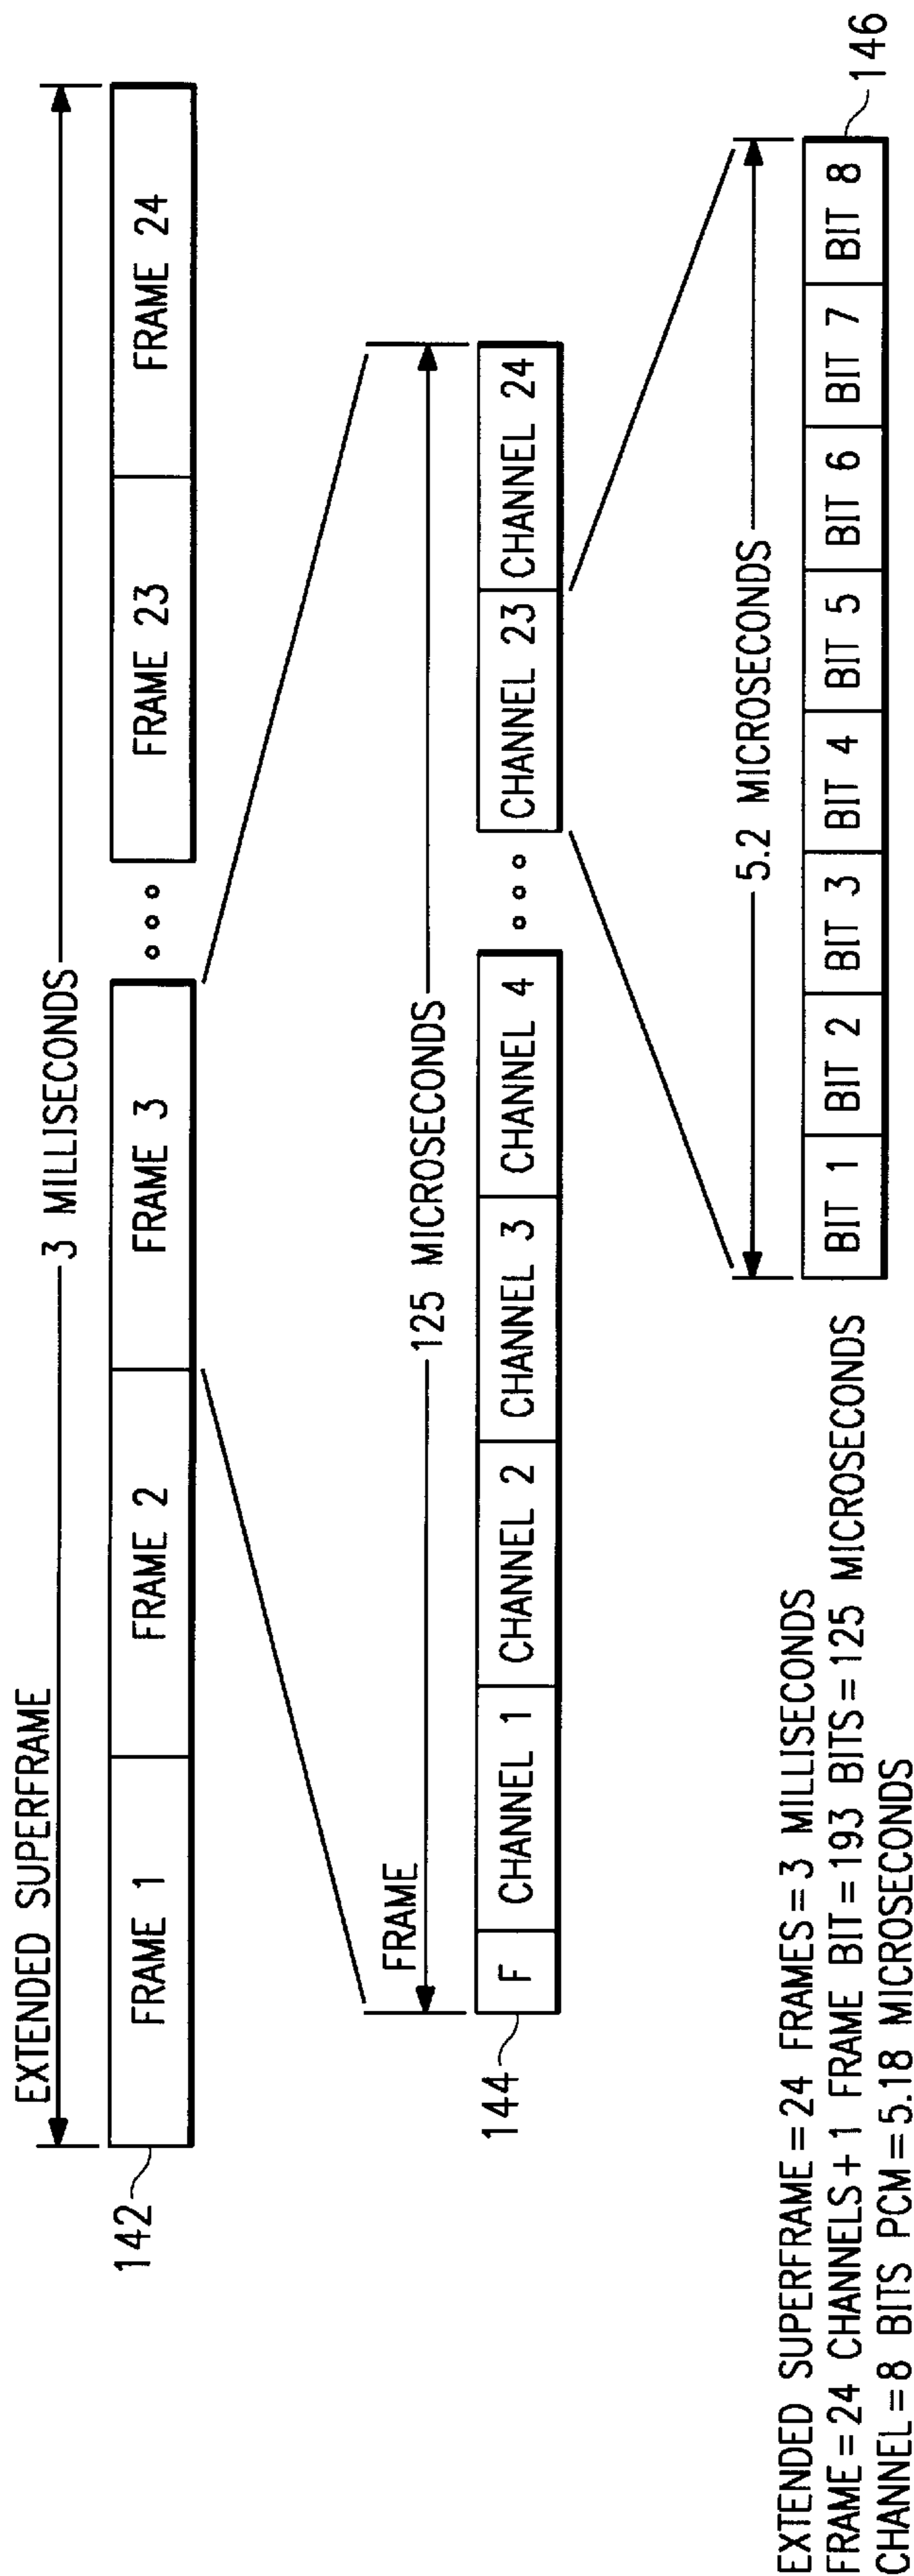 EXTENDED SUPERFRAME
3 MILLISECONDS
142
FRAME 1 FRAME 2 FRAME 3 FRAME 23 FRAME 24
FRAME
125 MICROSECONDS
144
F CHANNEL 1 CHANNEL 2 CHANNEL 3 CHANNEL 4 CHANNEL 23 CHANNEL 24
5.2 MICROSECONDS
BIT 1 BIT 2 BIT 3 BIT 4 BIT 5 BIT 6 BIT 7 BIT 8
146
EXTENDED SUPERFRAME = 24 FRAMES = 3 MILLISECONDS
FRAME = 24 CHANNELS + 1 FRAME BIT = 193 BITS = 125 MICROSECONDS
CHANNEL = 8 BITS PCM = 5.18 MICROSECONDS